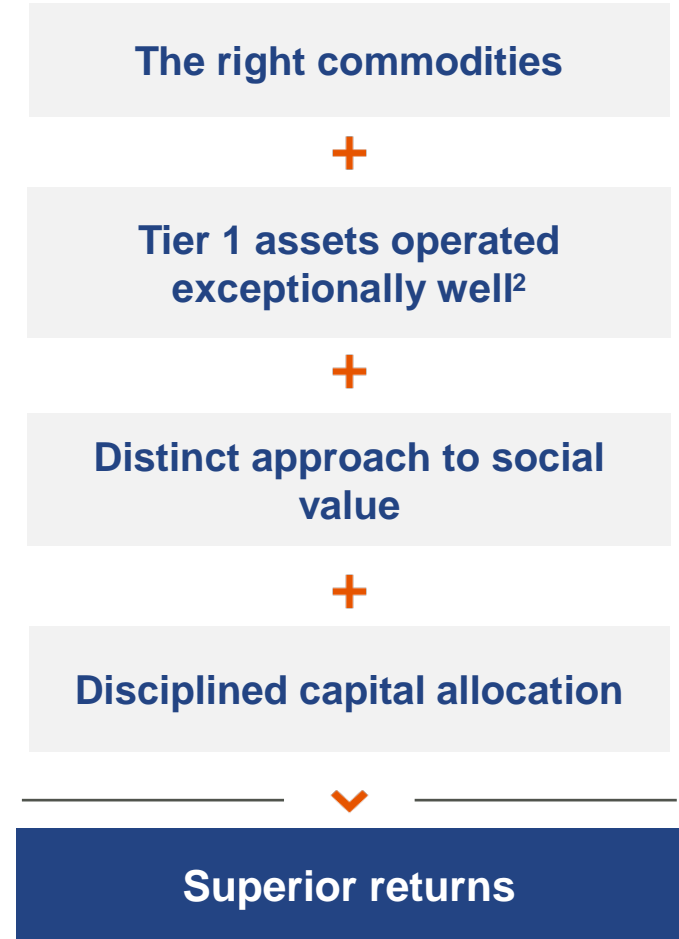 The right commodities
+
Tier 1 assets operated
exceptionally well²
+
Distinct approach to social
value
+
Disciplined capital allocation
Superior returns